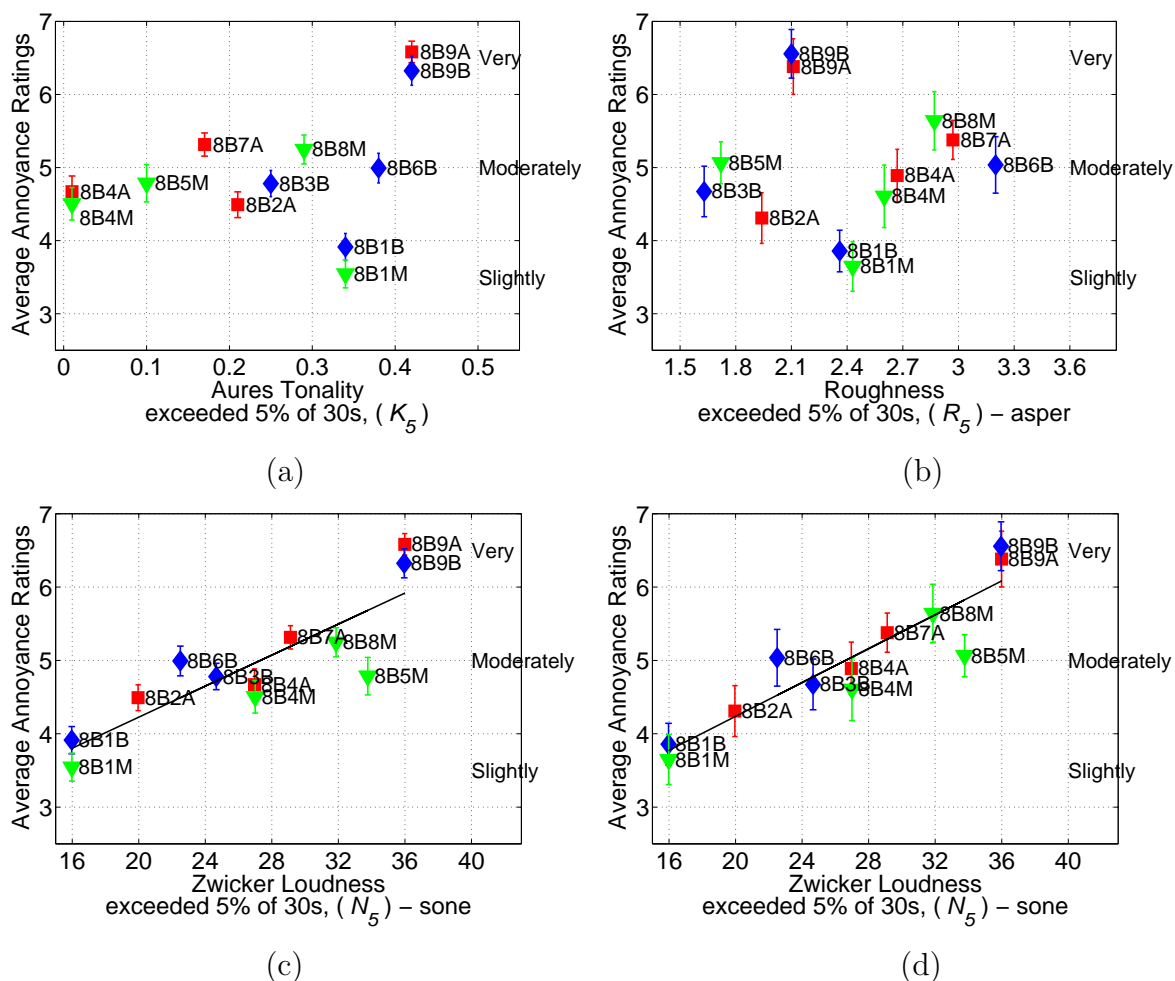 7
6
5
4
3
Average Annoyance Ratings
8B9A
8B9B
8B7A
8B8M
8B6B
8B5M
8B3B
8B4A
8B4M
8B2A
8B1B
8B1M
Very
Moderately
Slightly
0 0.1 0.2 0.3 0.4 0.5
Aures Tonality
exceeded 5% of 30s, ( K5 )
(a)
7
6
5
4
3
Average Annoyance Ratings
8B9B
8B9A
8B8M
8B7A
8B6B
8B5M
8B4A
8B3B
8B4M
8B2A
8B1B
8B1M
Very
Moderately
Slightly
1.5 1.8 2.1 2.4 2.7 3 3.3 3.6
Roughness
exceeded 5% of 30s, ( R5 ) − asper
(b)
7
6
5
4
3
Average Annoyance Ratings
8B9A
8B9B
8B7A
8B8M
8B6B
8B3B
8B5M
8B4A
8B4M
8B2A
8B1B
8B1M
Very
Moderately
Slightly
16 20 24 28 32 36 40
Zwicker Loudness
exceeded 5% of 30s, ( N5 ) − sone
(c)
7
6
5
4
3
Average Annoyance Ratings
8B9B
8B9A
8B8M
8B7A
8B5M
8B6B
8B4A
8B3B
8B4M
8B2A
8B1B
8B1M
Very
Moderately
Slightly
16 20 24 28 32 36 40
Zwicker Loudness
exceeded 5% of 30s, ( N5 ) − sone
(d)